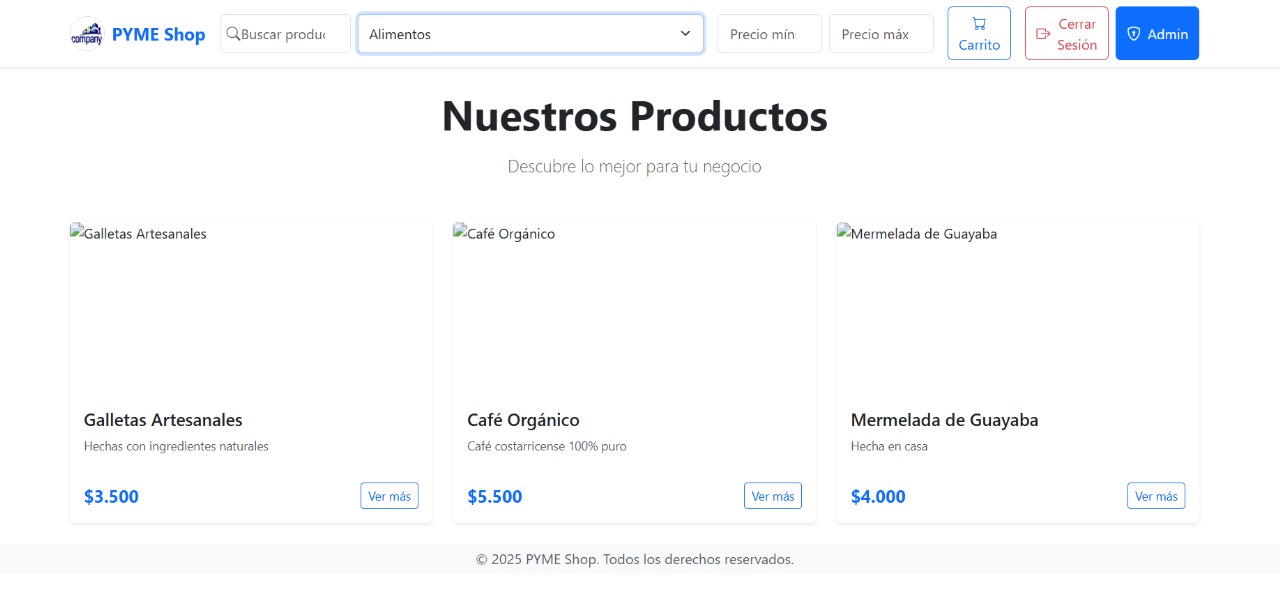 company
PYME Shop
Buscar produc
Alimentos
Precio mín
Precio máx
Carrito
Cerrar
Sesión
Admin
Nuestros Productos
Descubre lo mejor para tu negocio
Galletas Artesanales
Café Orgánico
Mermelada de Guayaba
Galletas Artesanales
Hechas con ingredientes naturales
$3.500
Ver más
Café Orgánico
Café costarricense 100% puro
$5.500
Ver más
Mermelada de Guayaba
Hecha en casa
$4.000
Ver más
© 2025 PYME Shop. Todos los derechos reservados.